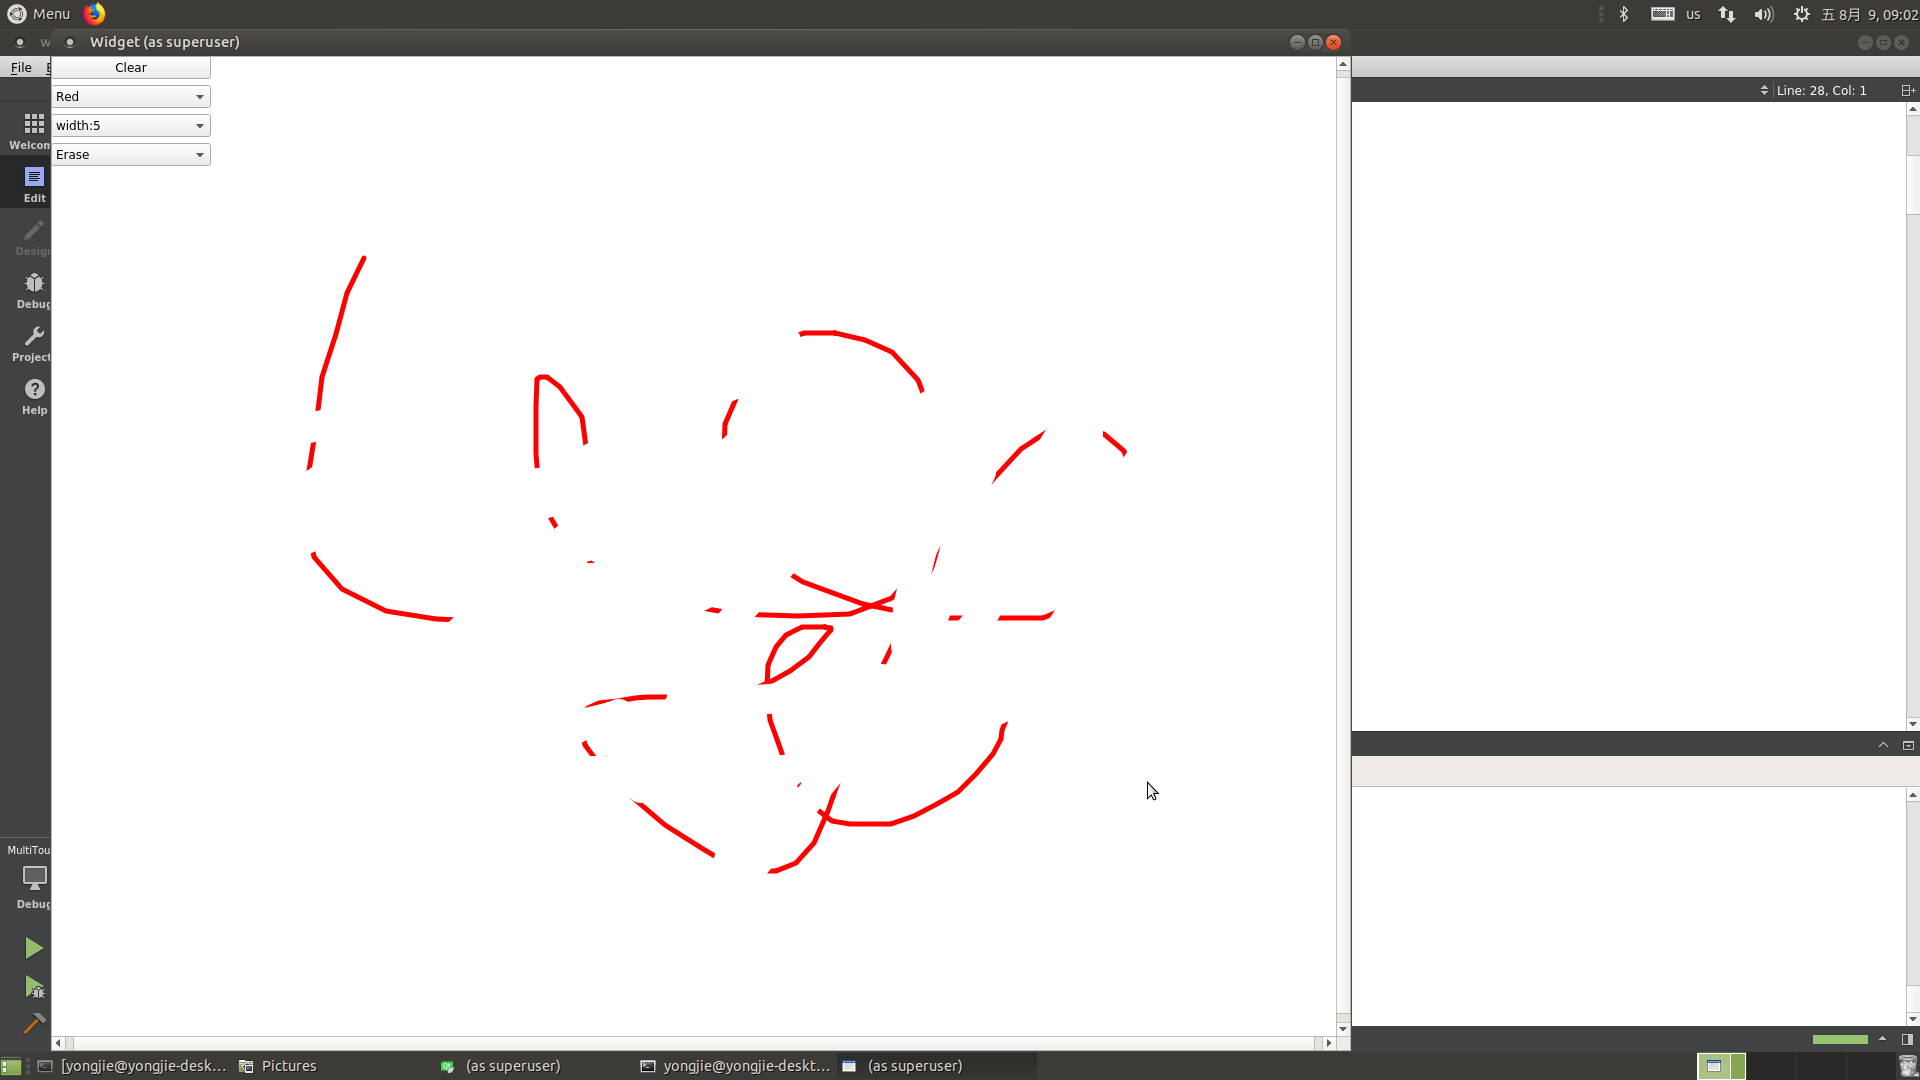 Menu
us
五 8月 9, 09:02
W
Widget (as superuser)
File
Clear
Line: 28, Col: 1
Red
width:5
Welcom
Erase
Edit
Design
Debug
Project
Help
MultiTou
Debug
[yongjie@yongjie-desk...
Pictures
(as superuser)
yongjie@yongjie-deskt...
(as superuser)